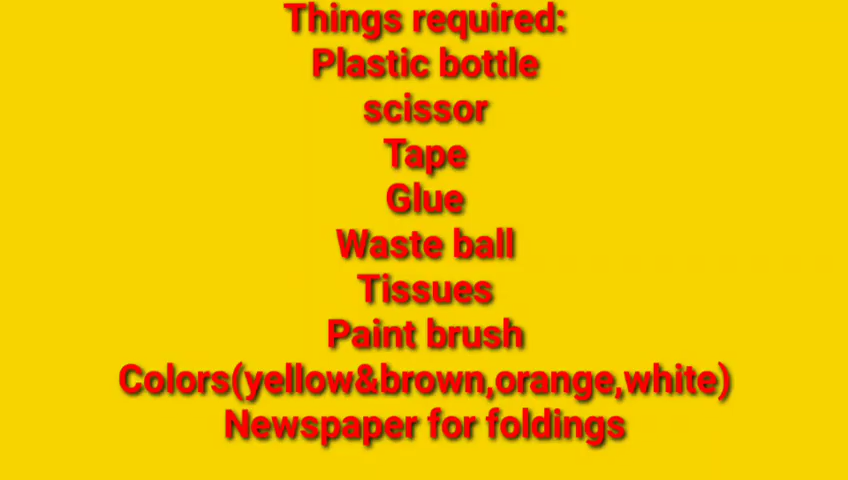 Things required:
Plastic bottle
scissor
Tape
Glue
Waste ball
Tissues
Paint brush
Colors(yellow&brown,orange,white)
Newspaper for foldings